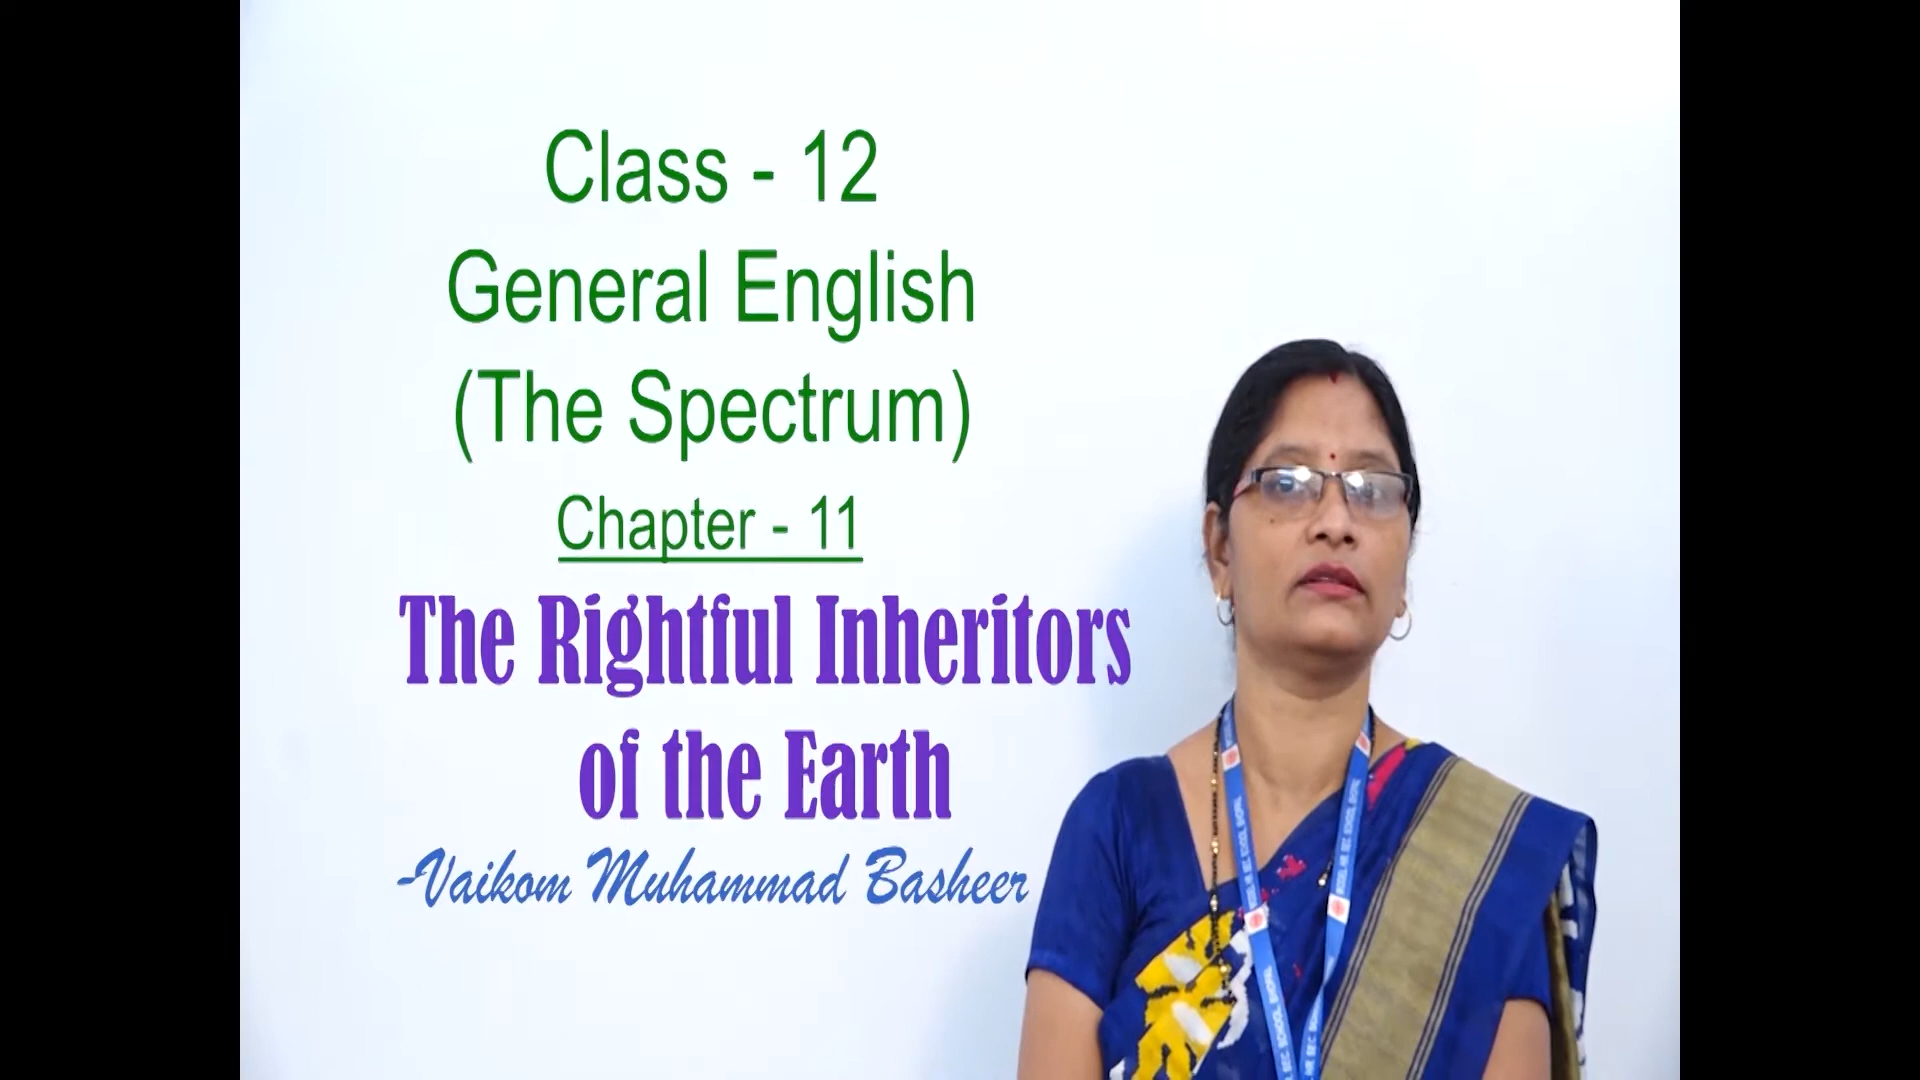 Class - 12
General English
(The Spectrum)
Chapter - 11
The Rightful Inheritors
of the Earth
-Vaikom Muhammad Basheer